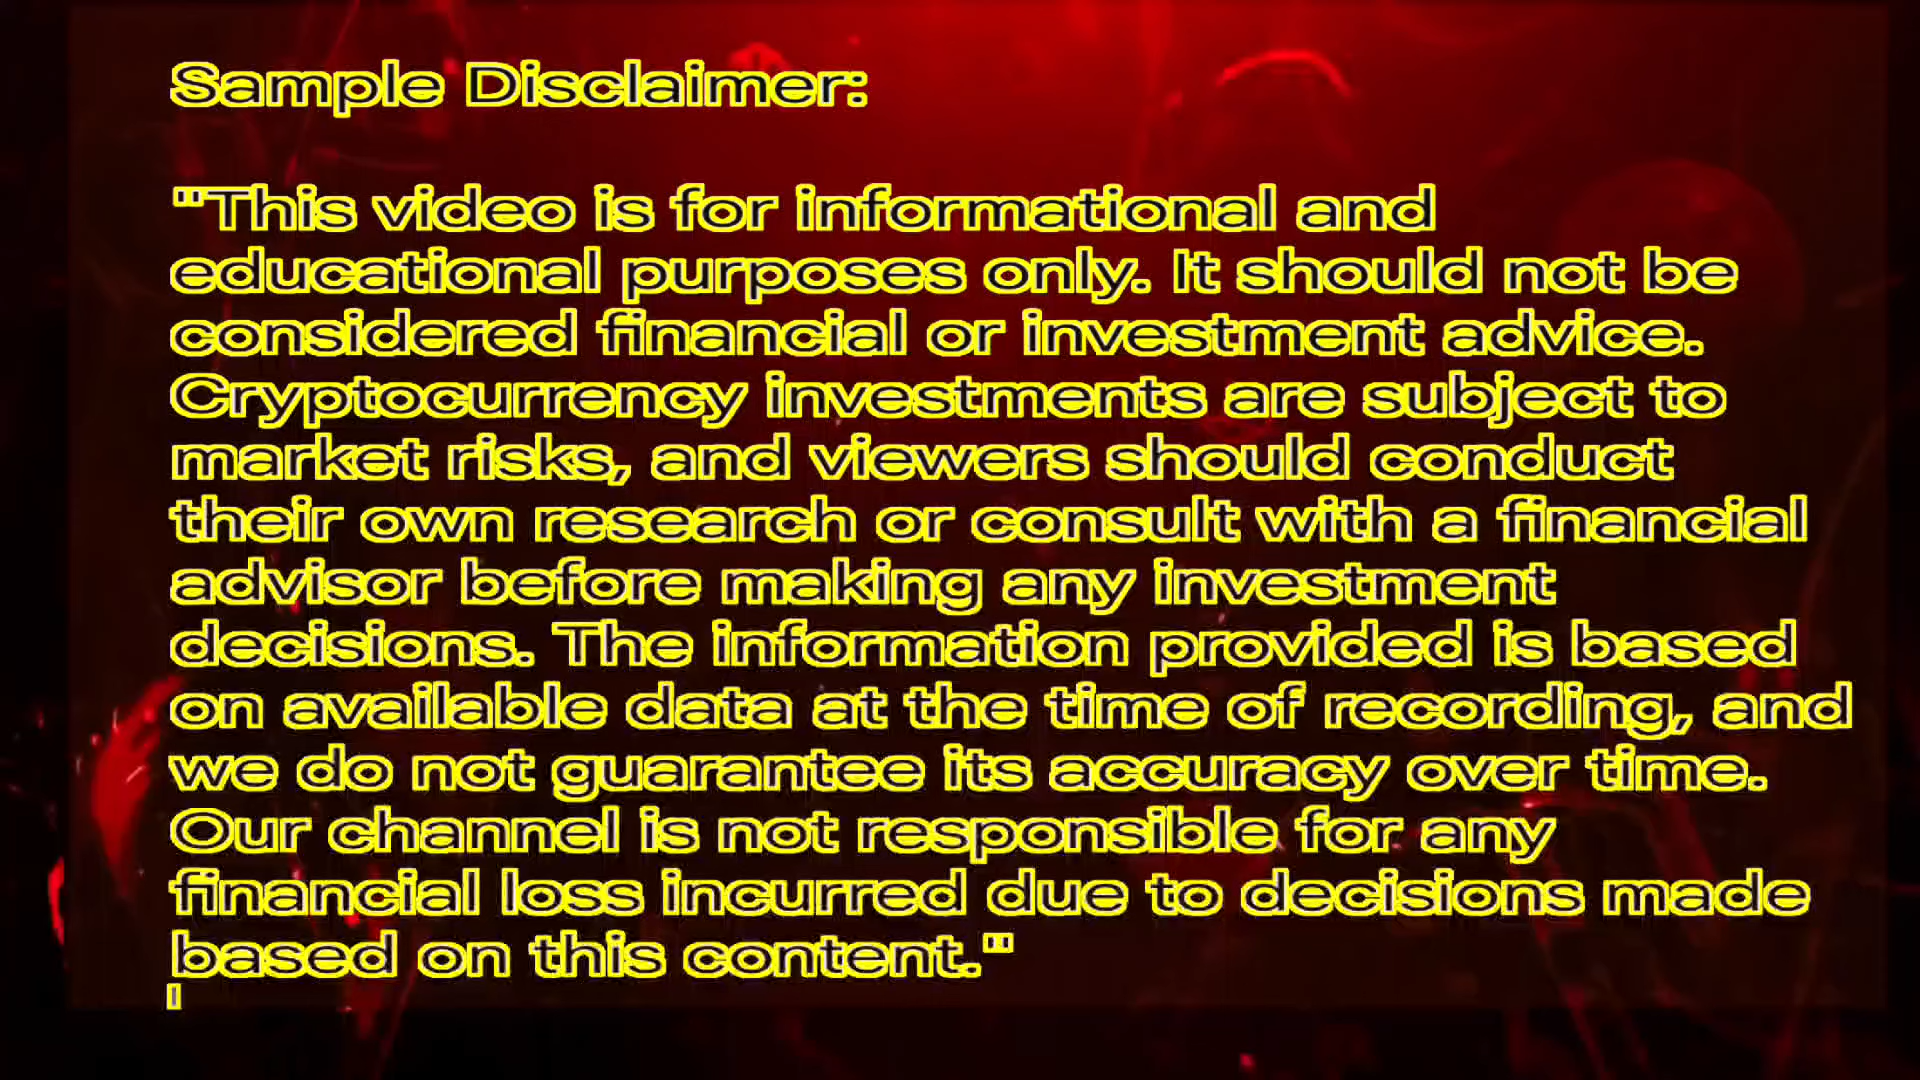 Sample Disclaimer:
"This video is for informational and
educational purposes only. It should not be
considered financial or investment advice.
Cryptocurrency investments are subject to
market risks, and viewers should conduct
their own research or consult with a financial
advisor before making any investment
decisions. The information provided is based
on available data at the time of recording, and
we do not guarantee its accuracy over time.
Our channel is not responsible for any
financial loss incurred due to decisions made
based on this content."